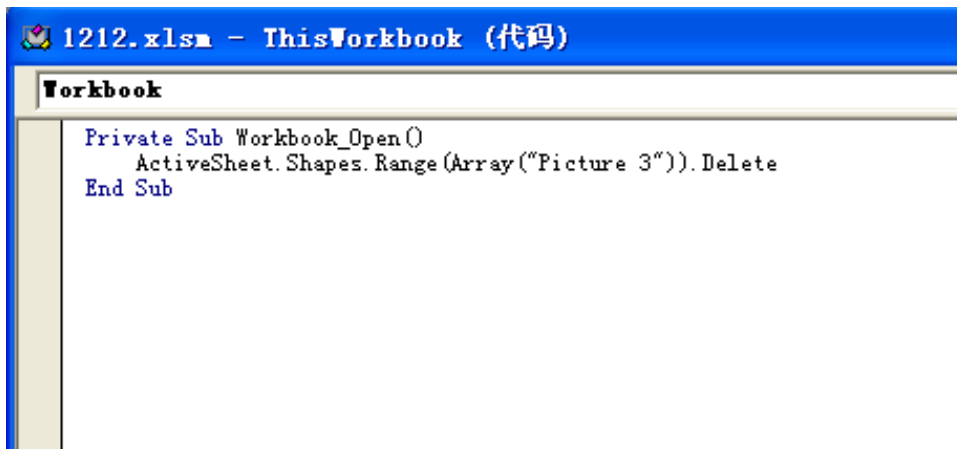 1212.xlsm - ThisWorkbook (代码)
Workbook
Private Sub Workbook_Open()
ActiveSheet.Shapes.Range(Array("Picture 3")).Delete
End Sub